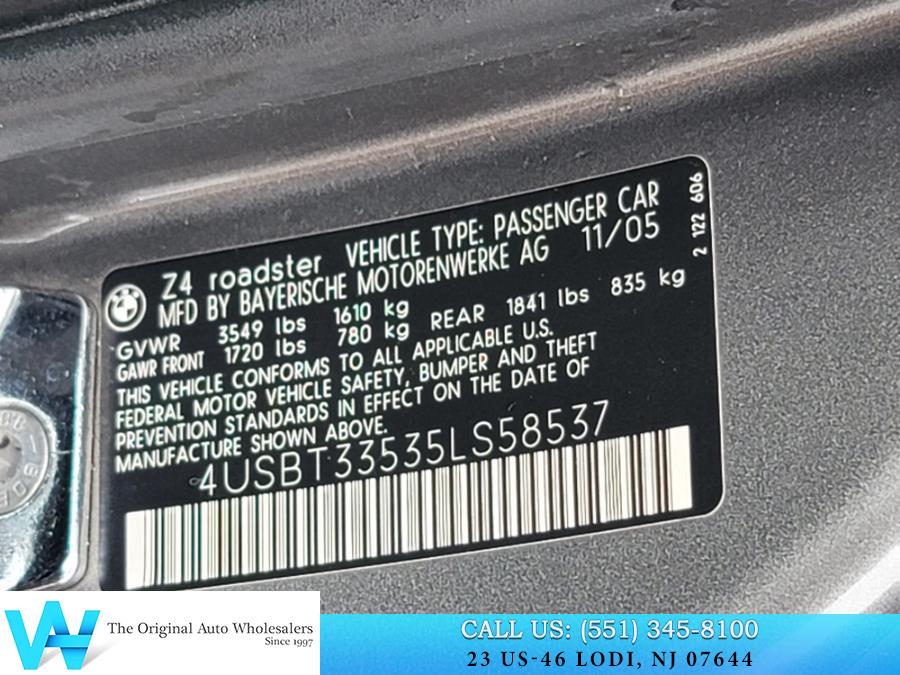 Z4 roadster VEHICLE TYPE: PASSENGER CAR
MFD BY BAYERISCHE MOTORENWERKE AG 11/05
GVWR 3549 lbs 1610 kg
GAWR FRONT 1720 lbs 780 kg REAR 1841 lbs 835 kg
THIS VEHICLE CONFORMS TO ALL APPLICABLE U.S.
FEDERAL MOTOR VEHICLE SAFETY, BUMPER AND THEFT
PREVENTION STANDARDS IN EFFECT ON THE DATE OF
MANUFACTURE SHOWN ABOVE.
4USBT33535LS58537
2 122 606
The Original Auto Wholesalers
Since 1997
CALL US: (551) 345-8100
23 US-46 LODI, NJ 07644